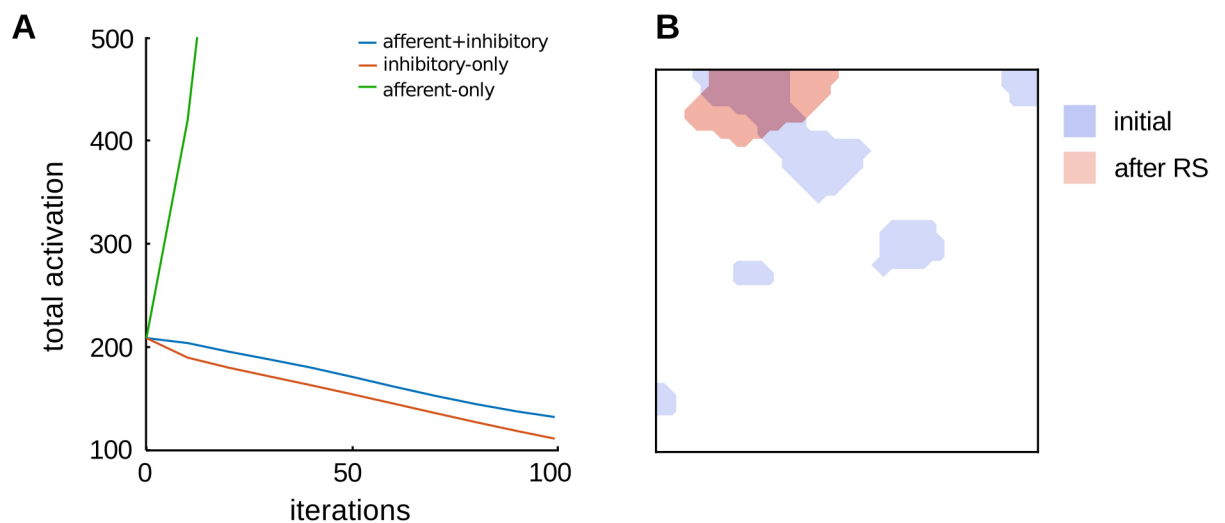 A
B
500
400
300
200
100
0
50
100
total activation
iterations
afferent+inhibitory
inhibitory-only
afferent-only
initial
after RS